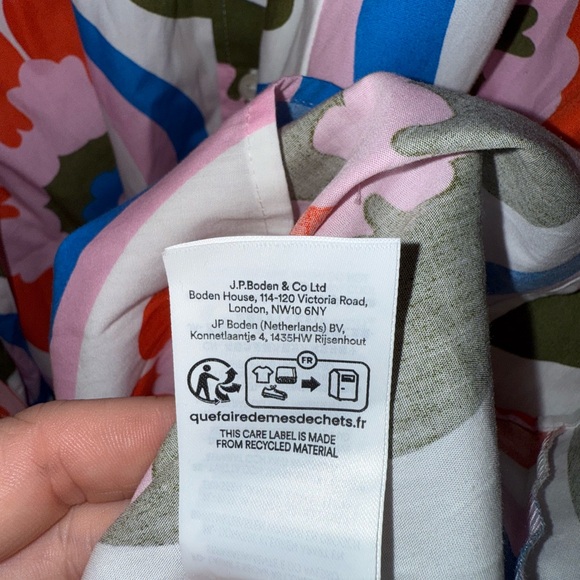 J.P.Boden & Co Ltd
Boden House, 114-120 Victoria Road,
London, NW10 6NY
JP Boden (Netherlands) BV,
Konnetlaantje 4, 1435HW Rijsenhout
FR
quefairedemesdechets.fr
THIS CARE LABEL IS MADE
FROM RECYCLED MATERIAL